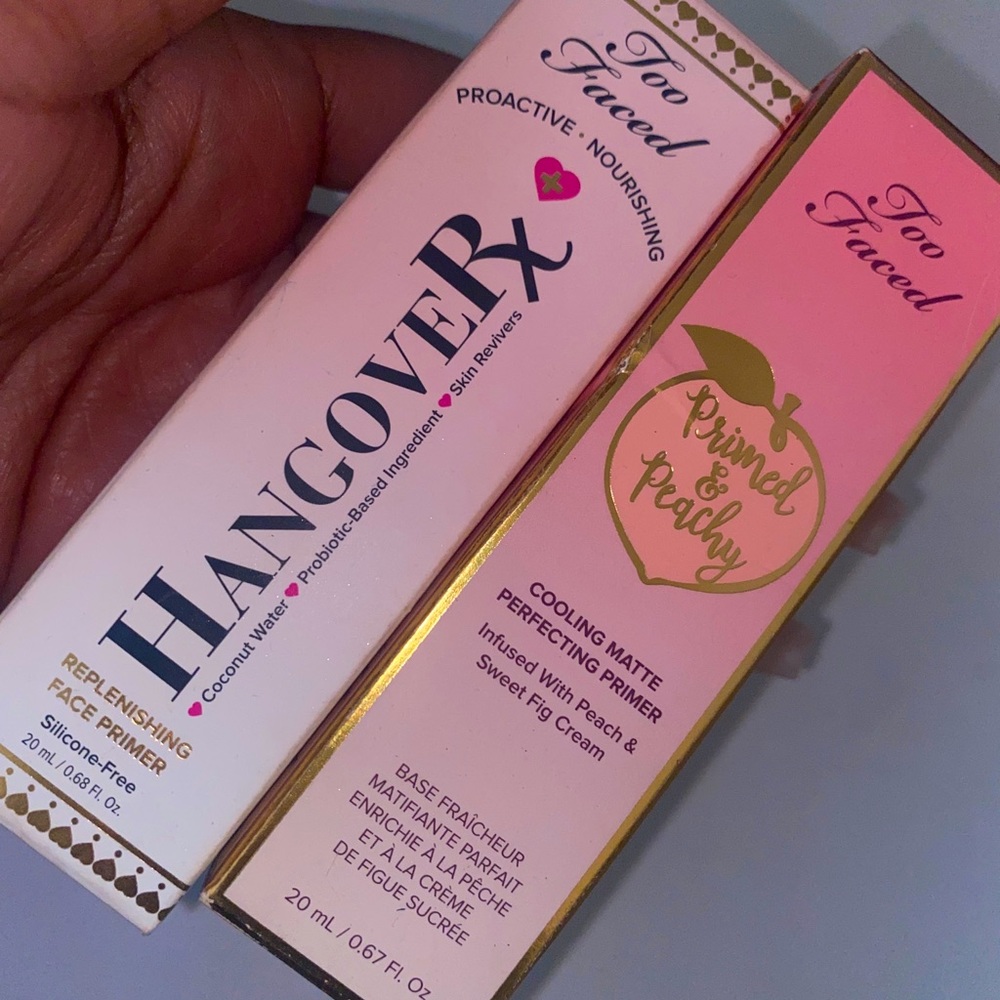 Too
Faced
PROACTIVE · NOURISHING
HANGOVERx
Coconut Water ♥ Probiotic-Based Ingredient ♥ Skin Revivers
REPLENISHING
FACE PRIMER
Silicone-Free
20 mL / 0.68 Fl. Oz.
Too
Faced
Primed
&
Peachy
COOLING MATTE
PERFECTING PRIMER
Infused With Peach &
Sweet Fig Cream
BASE FRAÎCHEUR
MATIFIANTE PARFAIT
ENRICHIE À LA PÊCHE
ET À LA CRÈME
DE FIGUE SUCRÉE
20 mL / 0.67 Fl. Oz